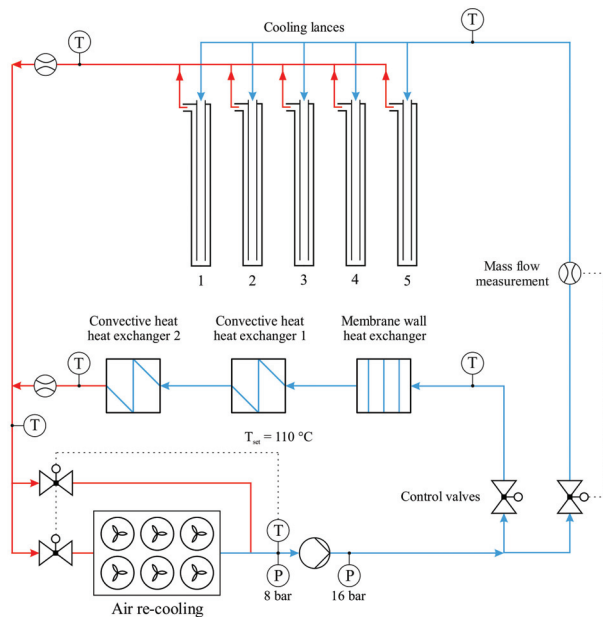 Cooling lances
T
T
1
2
3
4
5
Mass flow
measurement
Convective heat
heat exchanger 2
Convective heat
heat exchanger 1
Membrane wall
heat exchanger
T
T
T
Tset = 110 °C
Control valves
T
P
P
8 bar
16 bar
Air re-cooling